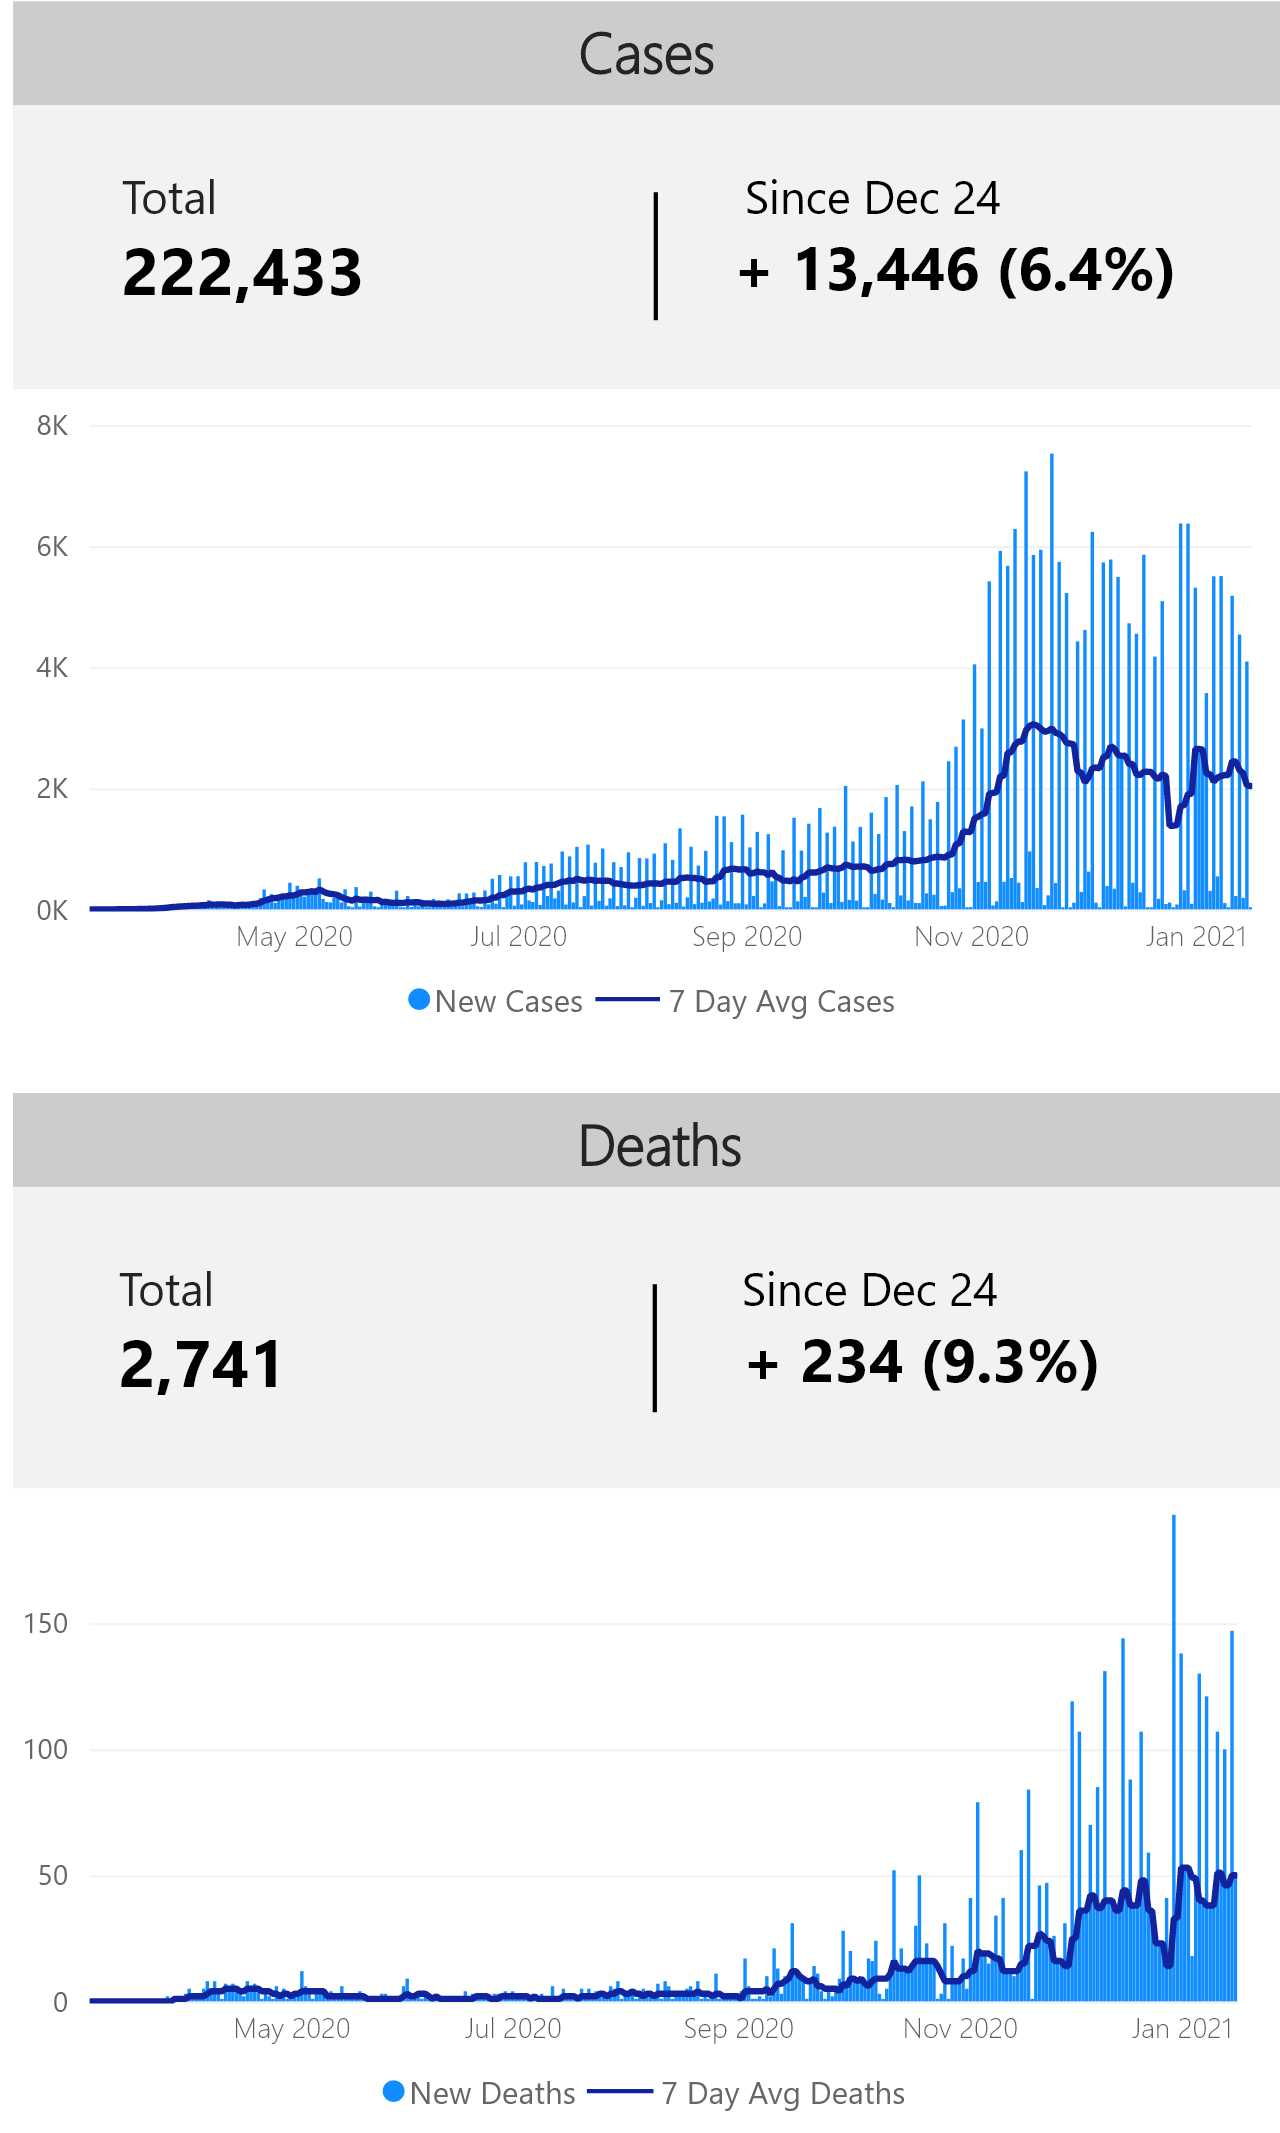 Cases
Total
Since Dec 24
222,433
+ 13,446 (6.4%)
8K
6K
4K
2K
0K
May 2020
Jul 2020
Sep 2020
Nov 2020
Jan 2021
New Cases
7 Day Avg Cases
Deaths
Total
Since Dec 24
2,741
+ 234 (9.3%)
150
100
50
0
May 2020
Jul 2020
Sep 2020
Nov 2020
Jan 2021
New Deaths
7 Day Avg Deaths